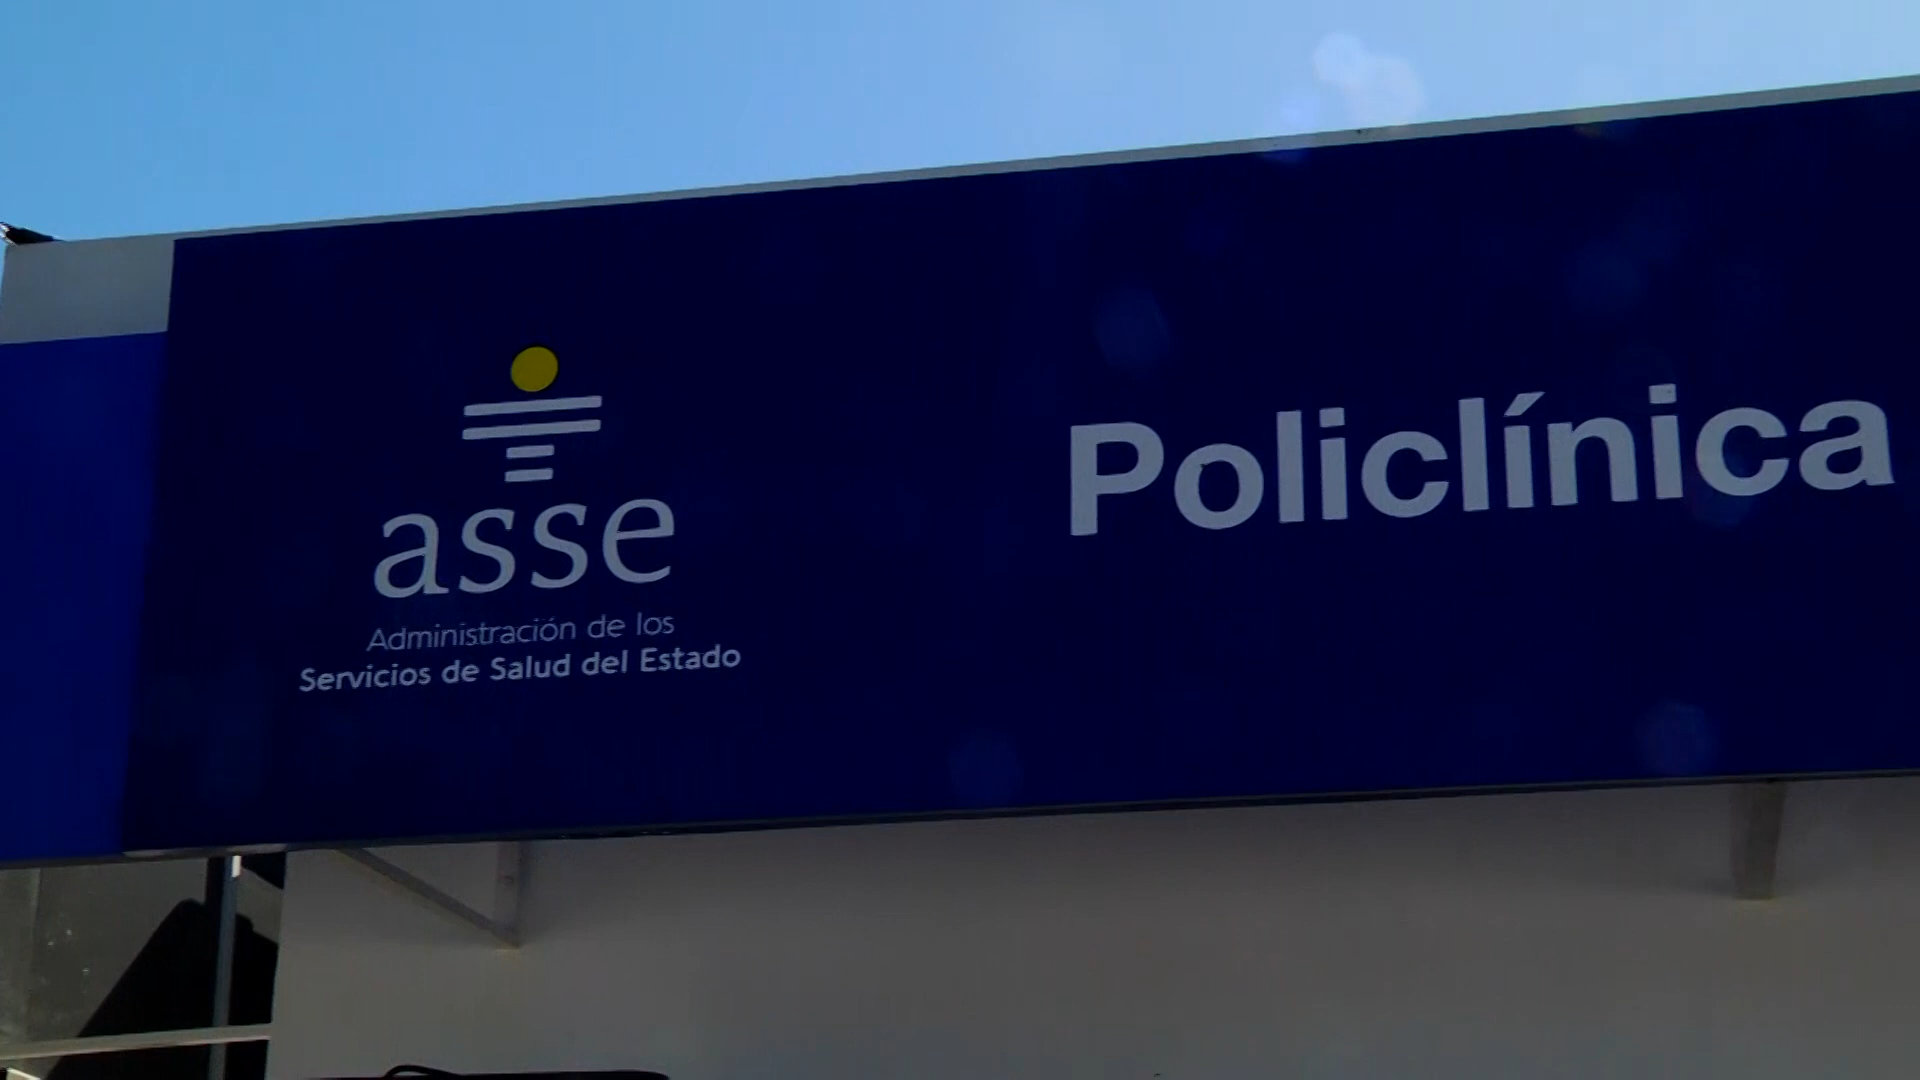 asse
Administración de los
Servicios de Salud del Estado
Policlínica